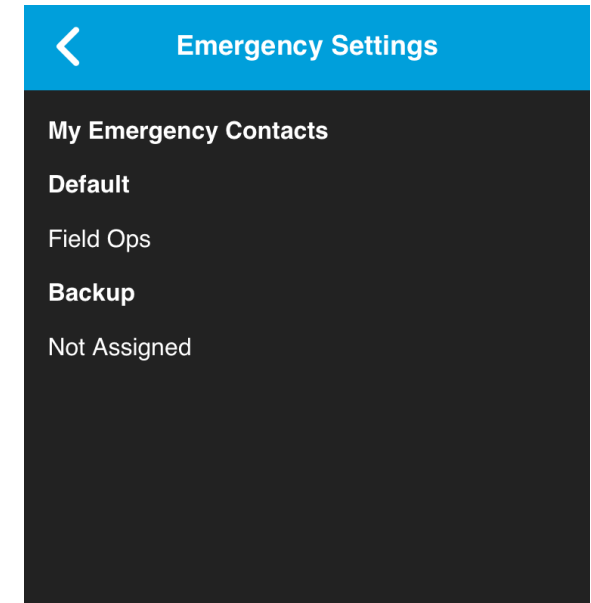 Emergency Settings
My Emergency Contacts
Default
Field Ops
Backup
Not Assigned